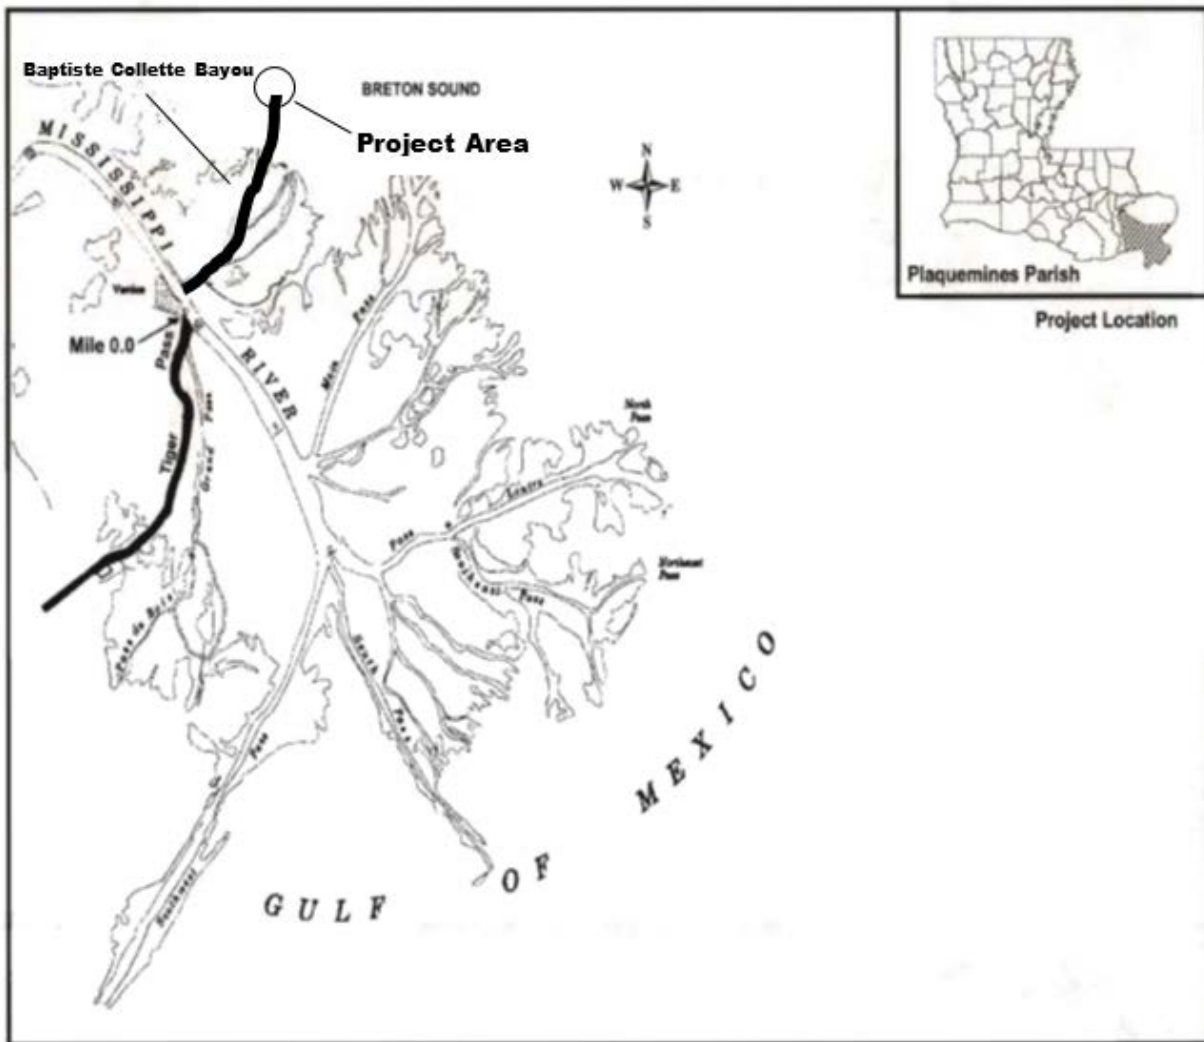 Baptiste Collette Bayou
BRETON SOUND
Project Area
MISSISSIPPI
RIVER
N
W E
S
Plaquemines Parish
Project Location
Venice
Mile 0.0
Tiger Pass
Grand Pass
Main Pass
North
Pass
Pass
Loutre
Northeast
Pass
Southeast Pass
South Pass
Southwest Pass
GULF OF MEXICO